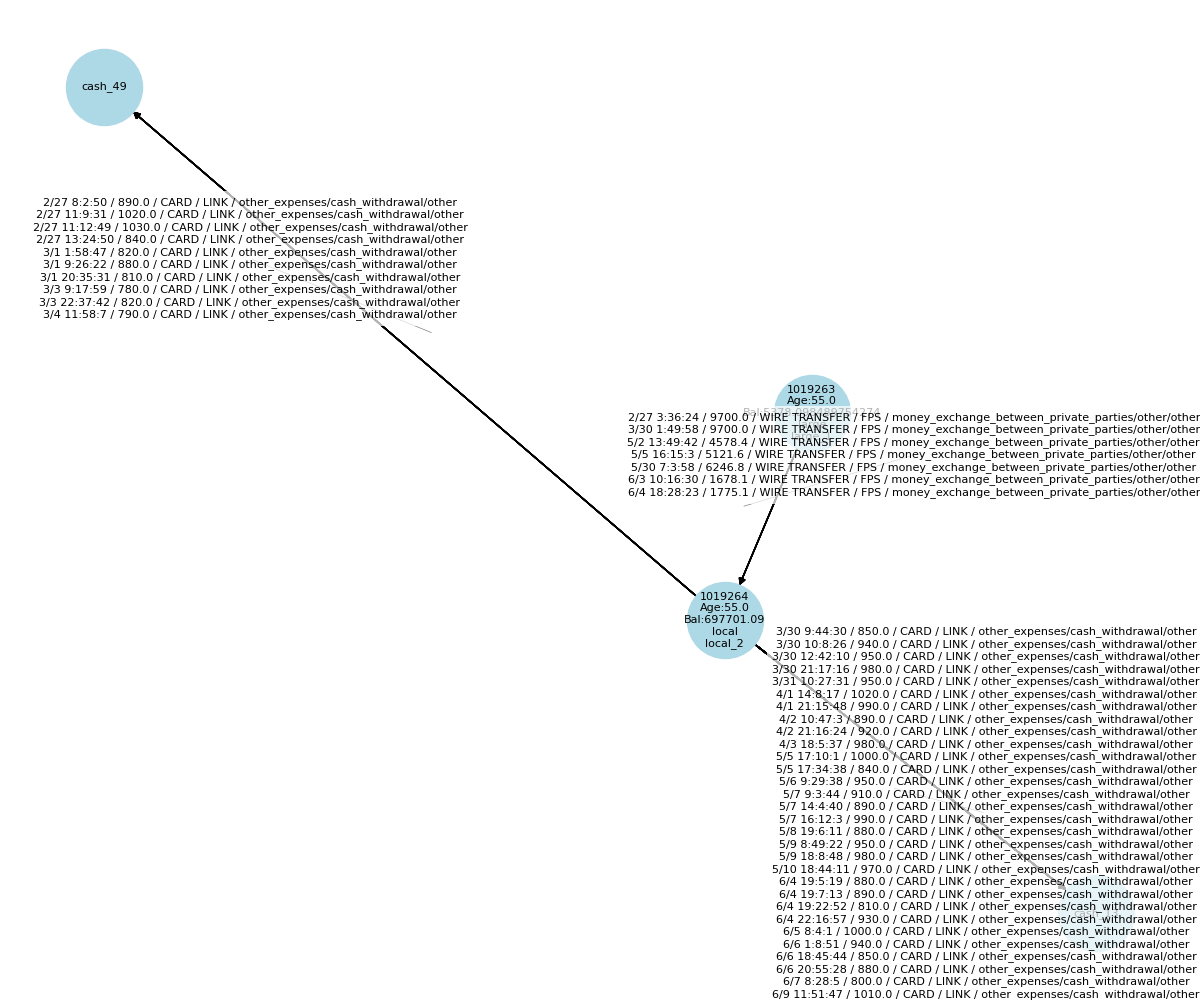 cash_49
2/27 8:2:50 / 890.0 / CARD / LINK / other_expenses/cash_withdrawal/other
2/27 11:9:31 / 1020.0 / CARD / LINK / other_expenses/cash_withdrawal/other
2/27 11:12:49 / 1030.0 / CARD / LINK / other_expenses/cash_withdrawal/other
2/27 13:24:50 / 840.0 / CARD / LINK / other_expenses/cash_withdrawal/other
3/1 1:58:47 / 820.0 / CARD / LINK / other_expenses/cash_withdrawal/other
3/1 9:26:22 / 880.0 / CARD / LINK / other_expenses/cash_withdrawal/other
3/1 20:35:31 / 810.0 / CARD / LINK / other_expenses/cash_withdrawal/other
3/3 9:17:59 / 780.0 / CARD / LINK / other_expenses/cash_withdrawal/other
3/3 22:37:42 / 820.0 / CARD / LINK / other_expenses/cash_withdrawal/other
3/4 11:58:7 / 790.0 / CARD / LINK / other_expenses/cash_withdrawal/other
1019263
Age:55.0
2/27 3:36:24 / 9700.0 / WIRE TRANSFER / FPS / money_exchange_between_private_parties/other/other
3/30 1:49:58 / 9700.0 / WIRE TRANSFER / FPS / money_exchange_between_private_parties/other/other
5/2 13:49:42 / 4578.4 / WIRE TRANSFER / FPS / money_exchange_between_private_parties/other/other
5/5 16:15:3 / 5121.6 / WIRE TRANSFER / FPS / money_exchange_between_private_parties/other/other
5/30 7:3:58 / 6246.8 / WIRE TRANSFER / FPS / money_exchange_between_private_parties/other/other
6/3 10:16:30 / 1678.1 / WIRE TRANSFER / FPS / money_exchange_between_private_parties/other/other
6/4 18:28:23 / 1775.1 / WIRE TRANSFER / FPS / money_exchange_between_private_parties/other/other
1019264
Age:55.0
Bal:697701.09
local
local_2
3/30 9:44:30 / 850.0 / CARD / LINK / other_expenses/cash_withdrawal/other
3/30 10:8:26 / 940.0 / CARD / LINK / other_expenses/cash_withdrawal/other
3/30 12:42:10 / 950.0 / CARD / LINK / other_expenses/cash_withdrawal/other
3/30 21:17:16 / 980.0 / CARD / LINK / other_expenses/cash_withdrawal/other
3/31 10:27:31 / 950.0 / CARD / LINK / other_expenses/cash_withdrawal/other
4/1 14:8:17 / 1020.0 / CARD / LINK / other_expenses/cash_withdrawal/other
4/1 21:15:48 / 990.0 / CARD / LINK / other_expenses/cash_withdrawal/other
4/2 10:47:3 / 890.0 / CARD / LINK / other_expenses/cash_withdrawal/other
4/2 21:16:24 / 920.0 / CARD / LINK / other_expenses/cash_withdrawal/other
4/3 18:5:37 / 980.0 / CARD / LINK / other_expenses/cash_withdrawal/other
5/5 17:10:1 / 1000.0 / CARD / LINK / other_expenses/cash_withdrawal/other
5/5 17:34:38 / 840.0 / CARD / LINK / other_expenses/cash_withdrawal/other
5/6 9:29:38 / 950.0 / CARD / LINK / other_expenses/cash_withdrawal/other
5/7 9:3:44 / 910.0 / CARD / LINK / other_expenses/cash_withdrawal/other
5/7 14:4:40 / 890.0 / CARD / LINK / other_expenses/cash_withdrawal/other
5/7 16:12:3 / 990.0 / CARD / LINK / other_expenses/cash_withdrawal/other
5/8 19:6:11 / 880.0 / CARD / LINK / other_expenses/cash_withdrawal/other
5/9 8:49:22 / 950.0 / CARD / LINK / other_expenses/cash_withdrawal/other
5/9 18:8:48 / 980.0 / CARD / LINK / other_expenses/cash_withdrawal/other
5/10 18:44:11 / 970.0 / CARD / LINK / other_expenses/cash_withdrawal/other
6/4 19:5:19 / 880.0 / CARD / LINK / other_expenses/cash_withdrawal/other
6/4 19:7:13 / 890.0 / CARD / LINK / other_expenses/cash_withdrawal/other
6/4 19:22:52 / 810.0 / CARD / LINK / other_expenses/cash_withdrawal/other
6/4 22:16:57 / 930.0 / CARD / LINK / other_expenses/cash_withdrawal/other
6/5 8:4:1 / 1000.0 / CARD / LINK / other_expenses/cash_withdrawal/other
6/6 1:8:51 / 940.0 / CARD / LINK / other_expenses/cash_withdrawal/other
6/6 18:45:44 / 850.0 / CARD / LINK / other_expenses/cash_withdrawal/other
6/6 20:55:28 / 880.0 / CARD / LINK / other_expenses/cash_withdrawal/other
6/7 8:28:5 / 800.0 / CARD / LINK / other_expenses/cash_withdrawal/other
6/9 11:51:47 / 1010.0 / CARD / LINK / other_expenses/cash_withdrawal/other